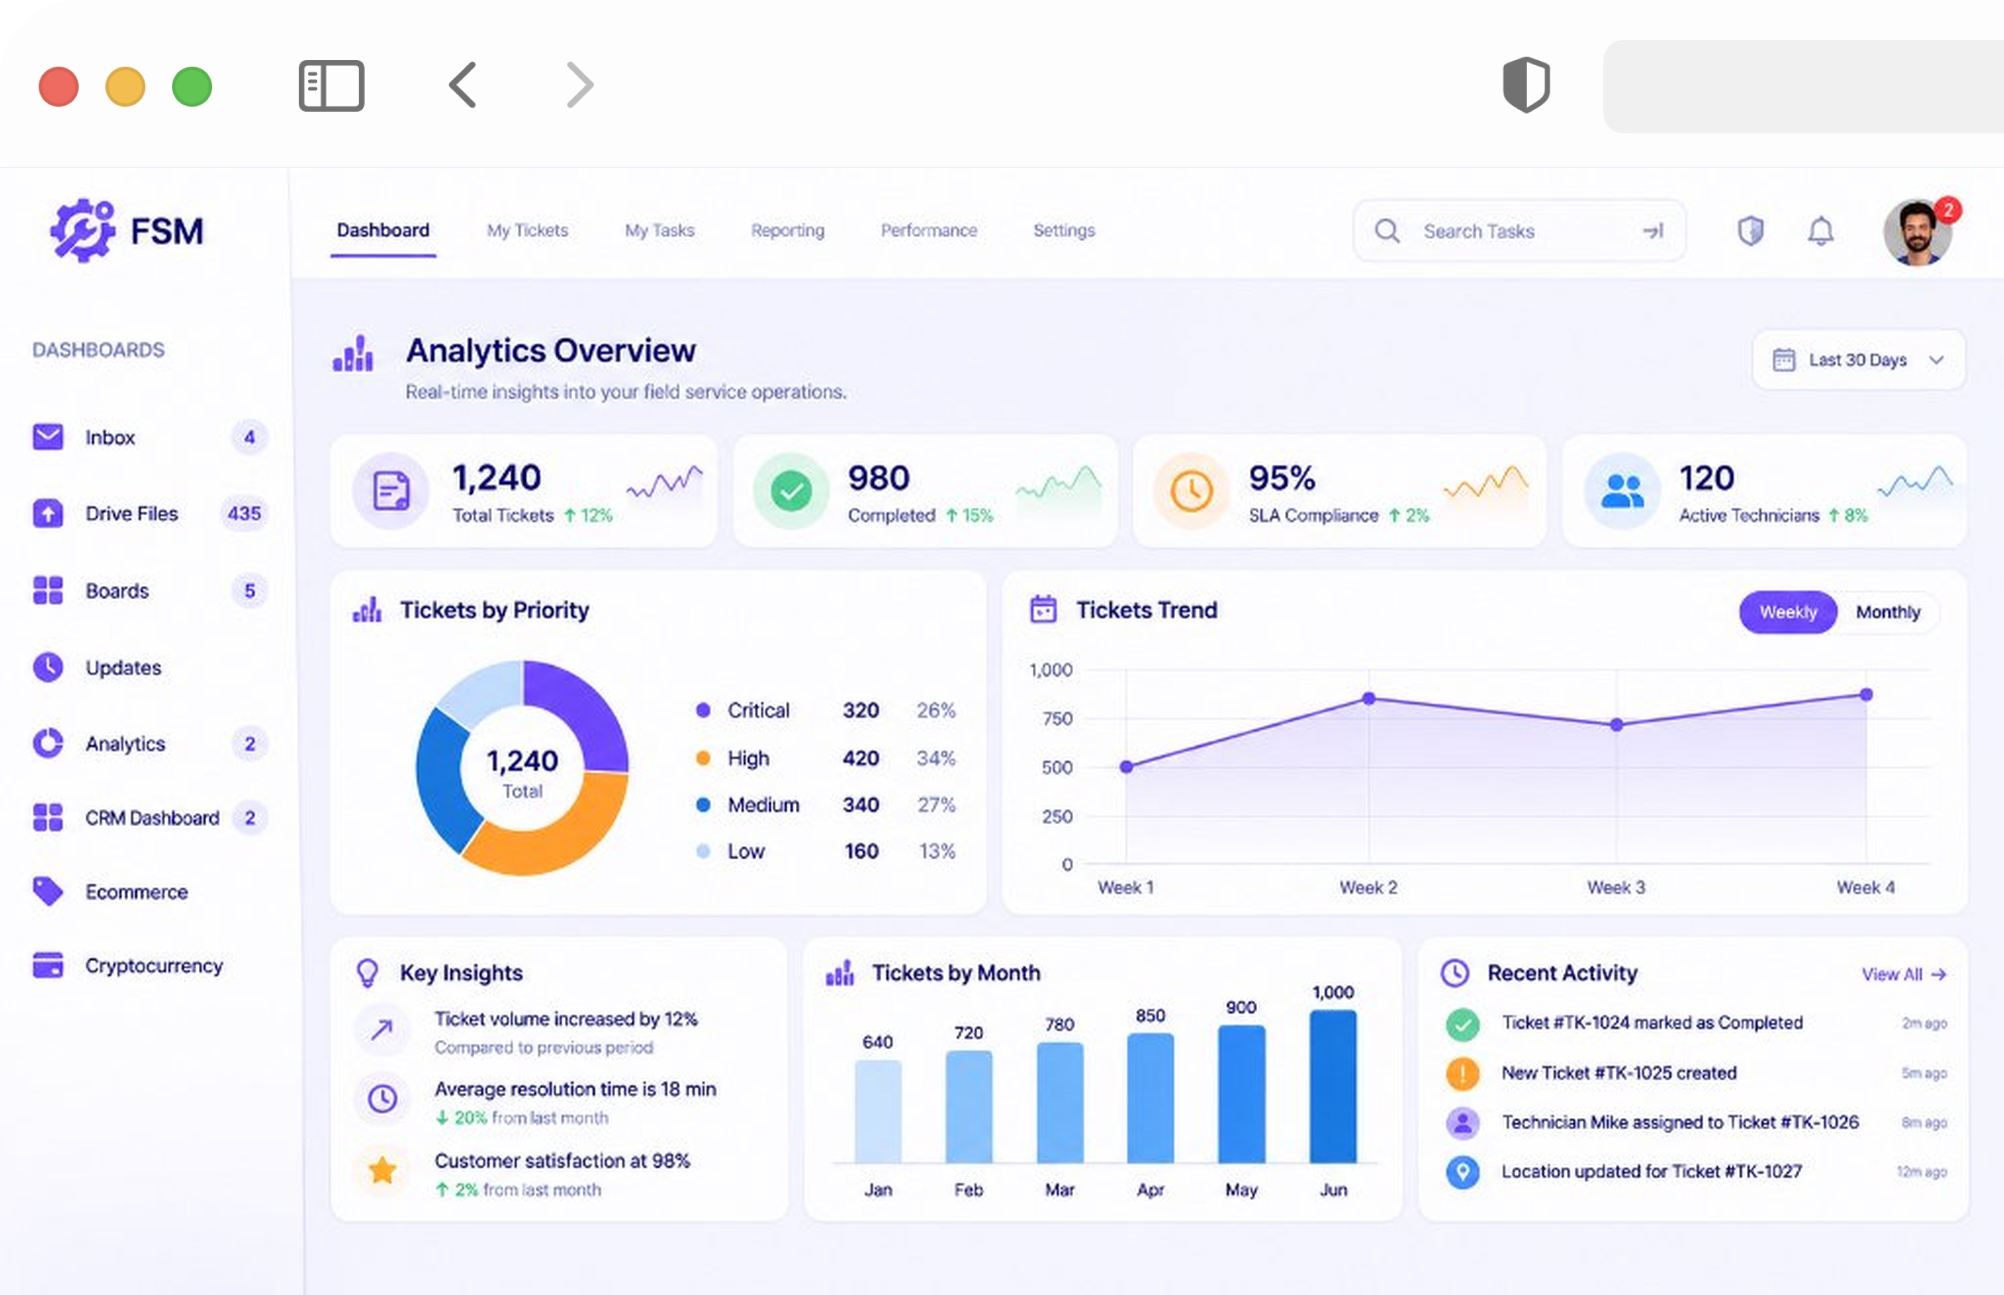 FSM
Dashboard
My Tickets
My Tasks
Reporting
Performance
Settings
Search Tasks
2
DASHBOARDS
Inbox 4
Drive Files 435
Boards 5
Updates
Analytics 2
CRM Dashboard 2
Ecommerce
Cryptocurrency
Analytics Overview
Real-time insights into your field service operations.
Last 30 Days
1,240
Total Tickets ↑ 12%
980
Completed ↑ 15%
95%
SLA Compliance ↑ 2%
120
Active Technicians ↑ 8%
Tickets by Priority
1,240
Total
Critical 320 26%
High 420 34%
Medium 340 27%
Low 160 13%
Tickets Trend
Weekly
Monthly
1,000
750
500
250
0
Week 1
Week 2
Week 3
Week 4
Key Insights
Ticket volume increased by 12%
Compared to previous period
Average resolution time is 18 min
↓ 20% from last month
Customer satisfaction at 98%
↑ 2% from last month
Tickets by Month
640
720
780
850
900
1,000
Jan
Feb
Mar
Apr
May
Jun
Recent Activity
View All →
Ticket #TK-1024 marked as Completed 2m ago
New Ticket #TK-1025 created 5m ago
Technician Mike assigned to Ticket #TK-1026 8m ago
Location updated for Ticket #TK-1027 12m ago